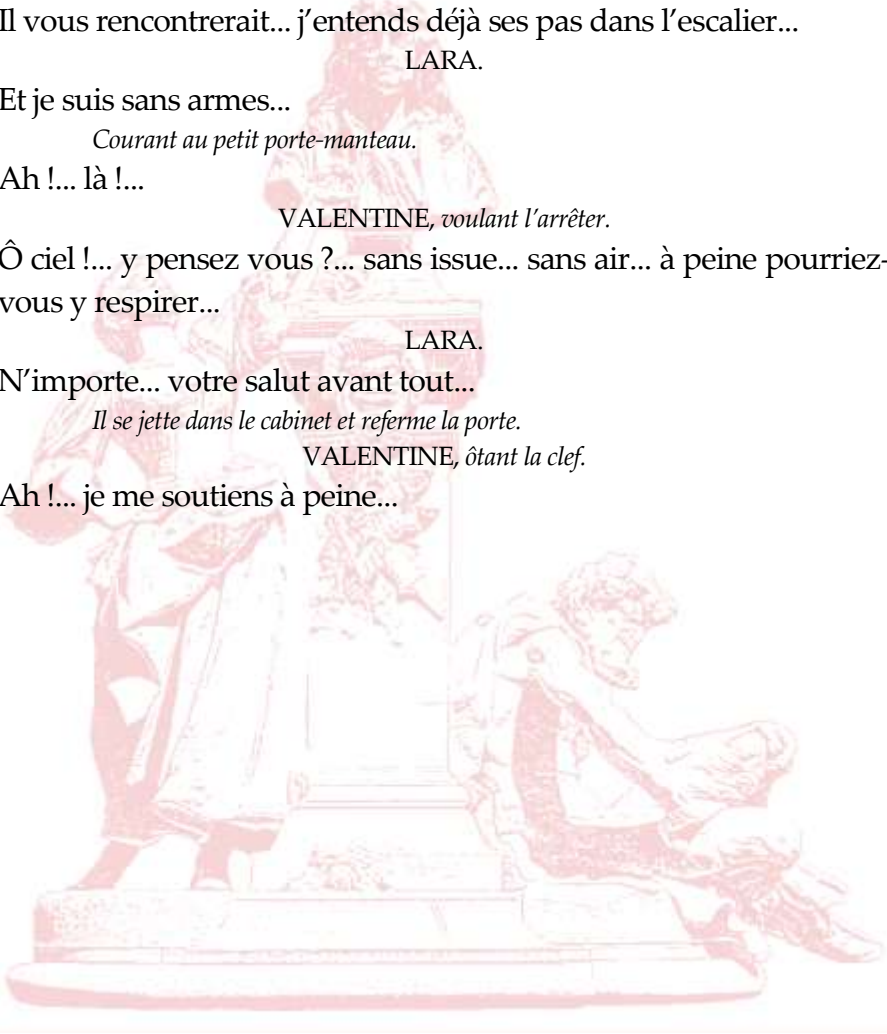 Il vous rencontrerait... j’entends déjà ses pas dans l’escalier...
LARA.
Et je suis sans armes...
Courant au petit porte-manteau.
Ah !... là !...
VALENTINE, voulant l’arrêter.
Ô ciel !... y pensez vous ?... sans issue... sans air... à peine pourriez-
vous y respirer...
LARA.
N’importe... votre salut avant tout...
Il se jette dans le cabinet et referme la porte.
VALENTINE, ôtant la clef.
Ah !... je me soutiens à peine...